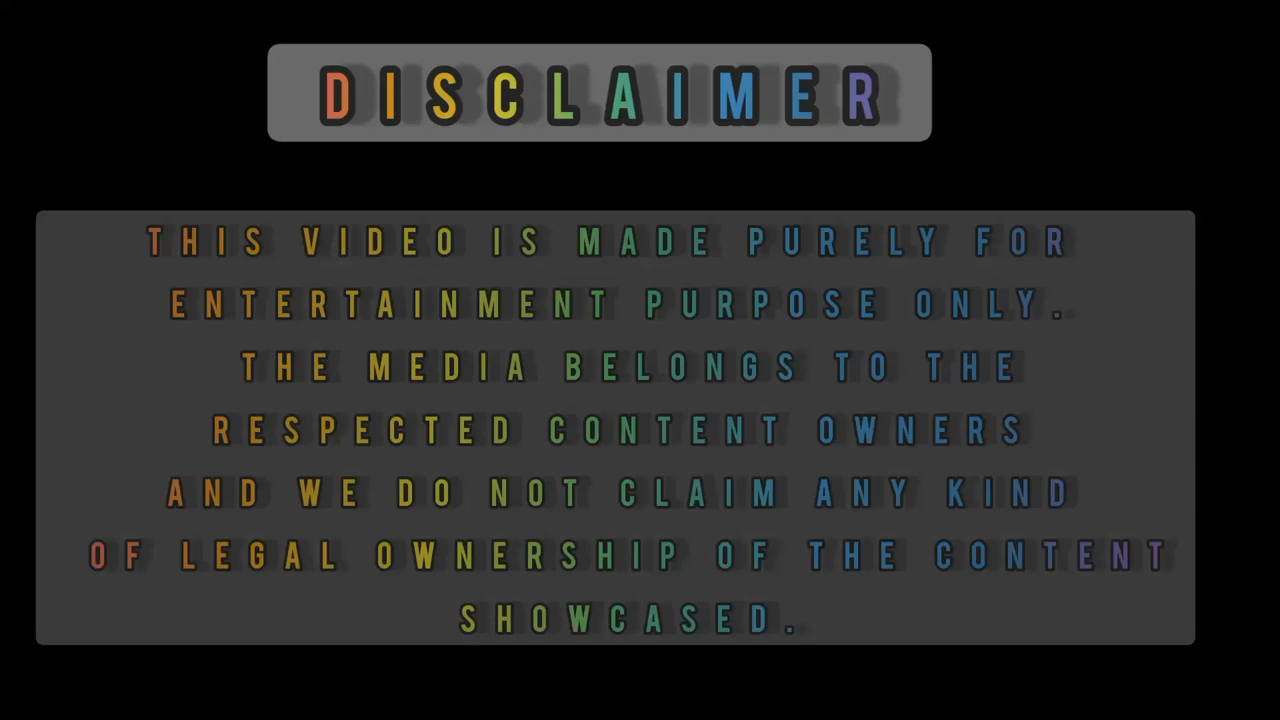 DISCLAIMER
THIS VIDEO IS MADE PURELY FOR
ENTERTAINMENT PURPOSE ONLY.
THE MEDIA BELONGS TO THE
RESPECTED CONTENT OWNERS
AND WE DO NOT CLAIM ANY KIND
OF LEGAL OWNERSHIP OF THE CONTENT
SHOWCASED.